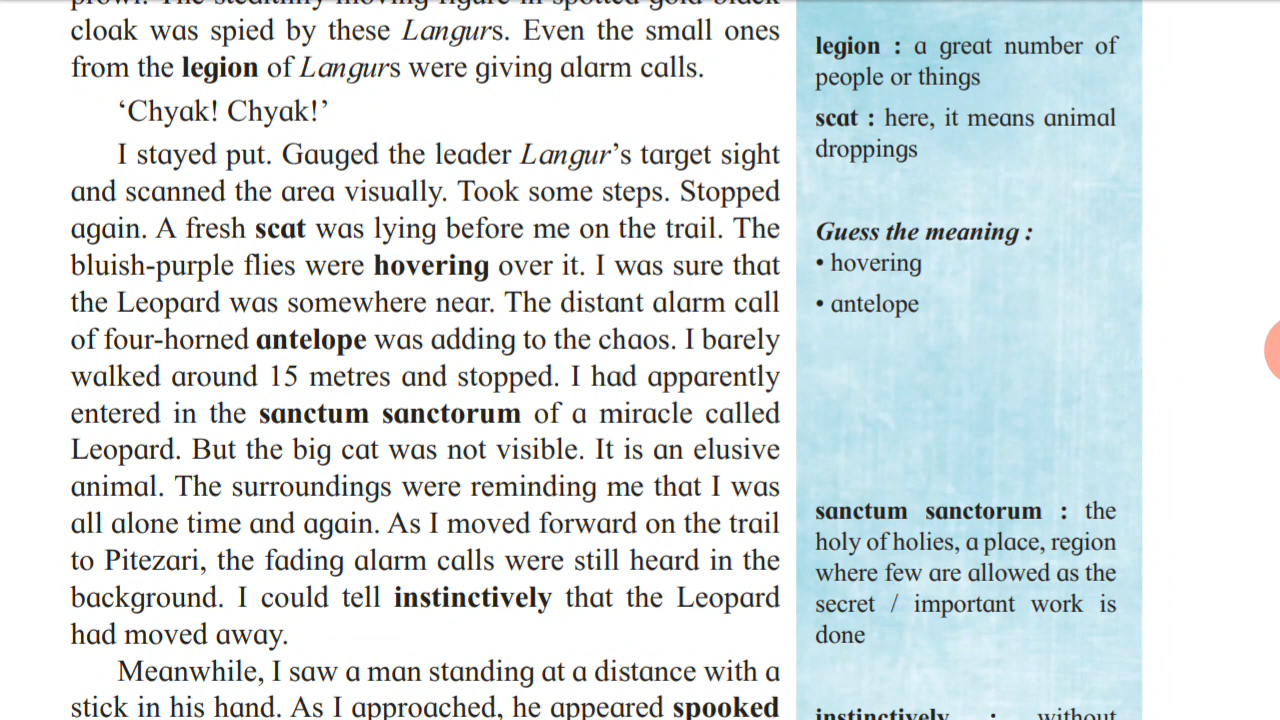 prowl. The stealthily moving figure in spotted gold-black
cloak was spied by these Langurs. Even the small ones
from the legion of Langurs were giving alarm calls.
‘Chyak! Chyak!’
I stayed put. Gauged the leader Langur’s target sight
and scanned the area visually. Took some steps. Stopped
again. A fresh scat was lying before me on the trail. The
bluish-purple flies were hovering over it. I was sure that
the Leopard was somewhere near. The distant alarm call
of four-horned antelope was adding to the chaos. I barely
walked around 15 metres and stopped. I had apparently
entered in the sanctum sanctorum of a miracle called
Leopard. But the big cat was not visible. It is an elusive
animal. The surroundings were reminding me that I was
all alone time and again. As I moved forward on the trail
to Pitezari, the fading alarm calls were still heard in the
background. I could tell instinctively that the Leopard
had moved away.
Meanwhile, I saw a man standing at a distance with a
stick in his hand. As I approached, he appeared spooked
legion : a great number of
people or things
scat : here, it means animal
droppings
Guess the meaning :
• hovering
• antelope
sanctum sanctorum : the
holy of holies, a place, region
where few are allowed as the
secret / important work is
done
instinctively : without